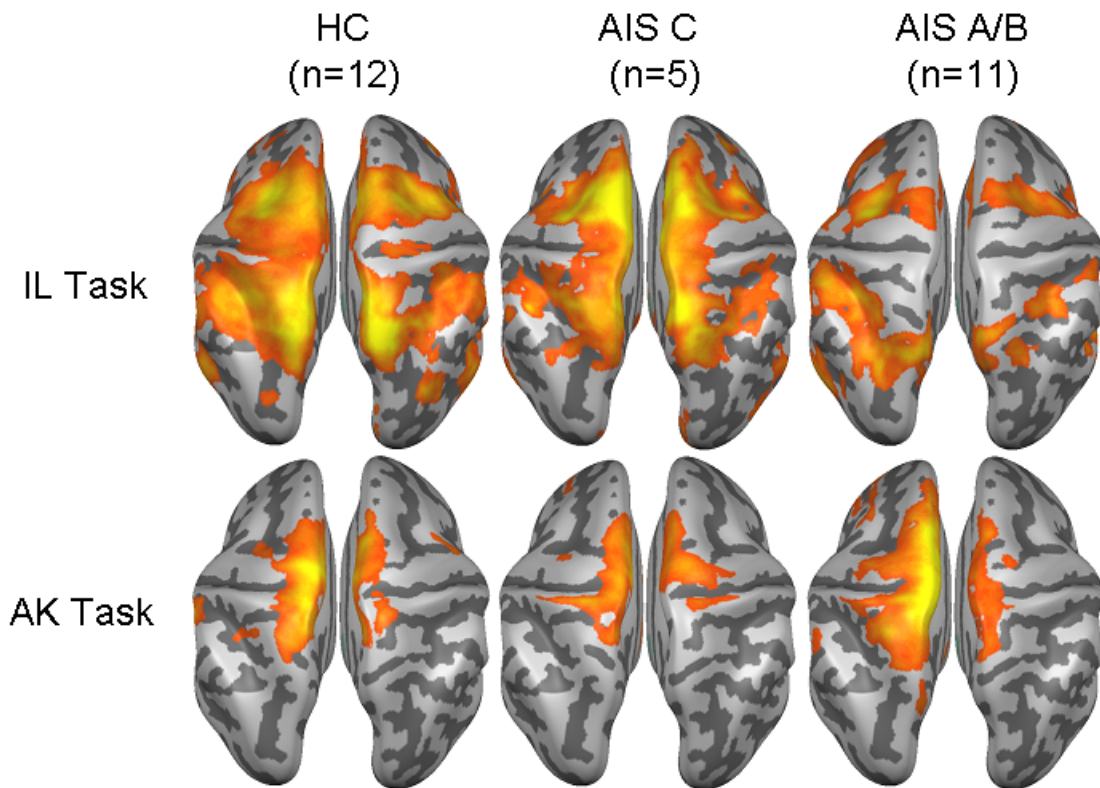 HC
(n=12)
AIS C
(n=5)
AIS A/B
(n=11)
IL Task
AK Task